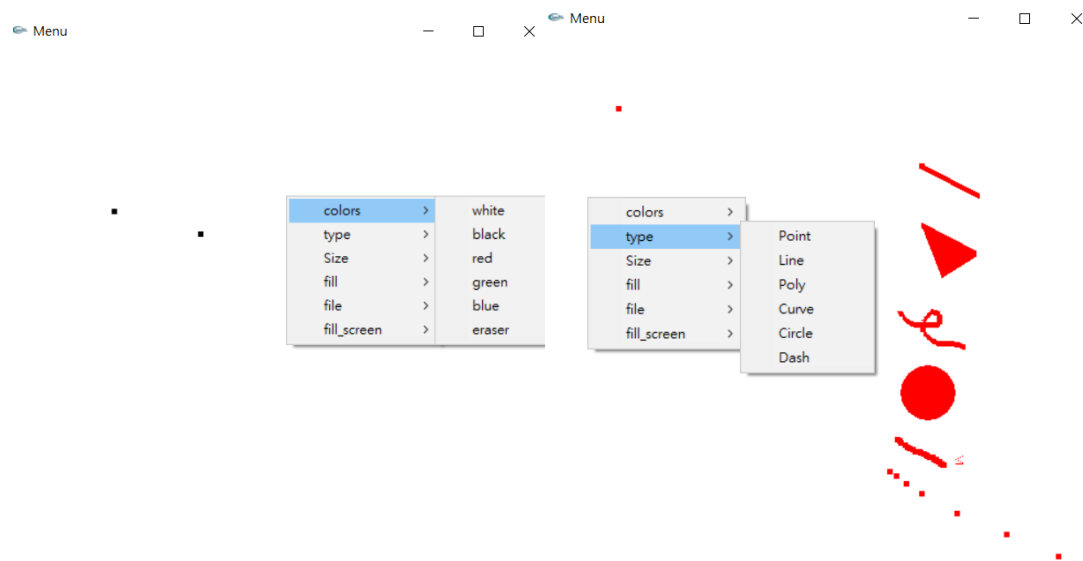 Menu
colors
type
Size
fill
file
fill_screen
white
black
red
green
blue
eraser
Menu
colors
type
Size
fill
file
fill_screen
Point
Line
Poly
Curve
Circle
Dash
≤